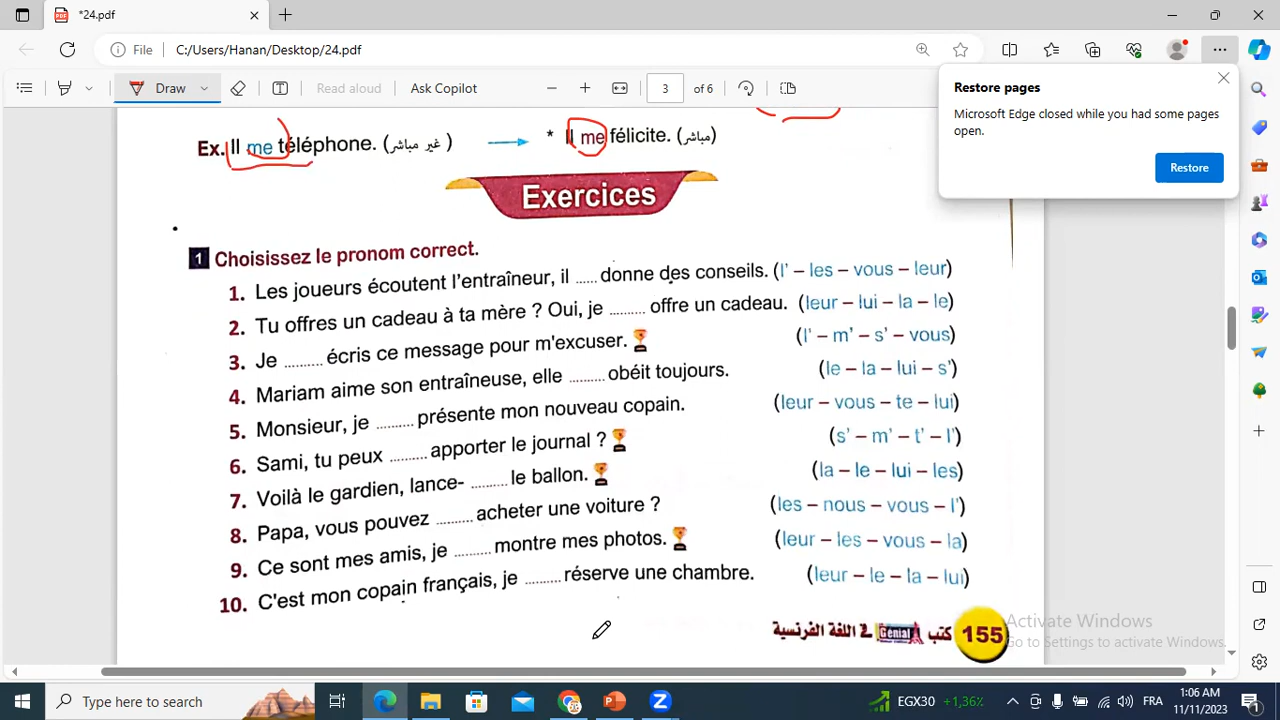 *24.pdf
File
C:/Users/Hanan/Desktop/24.pdf
Draw
Read aloud
Ask Copilot
3 of 6
Restore pages
Microsoft Edge closed while you had some pages open.
Restore
Ex. Il me téléphone. (غير مباشر) * Il me félicite. (مباشر)
Exercices
1 Choisissez le pronom correct.
1. Les joueurs écoutent l'entraîneur, il ...... donne des conseils. (l' – les – vous – leur)
2. Tu offres un cadeau à ta mère ? Oui, je ......... offre un cadeau. (leur – lui – la – le)
3. Je ......... écris ce message pour m'excuser. (l' – m' – s' – vous)
4. Mariam aime son entraîneuse, elle ......... obéit toujours. (le – la – lui – s')
5. Monsieur, je ......... présente mon nouveau copain. (leur – vous – te – lui)
6. Sami, tu peux ......... apporter le journal ? (s' – m' – t' – l')
7. Voilà le gardien, lance- ......... le ballon. (la – le – lui – les)
8. Papa, vous pouvez ......... acheter une voiture ? (les – nous – vous – l')
9. Ce sont mes amis, je ......... montre mes photos. (leur – les – vous – la)
10. C'est mon copain français, je ......... réserve une chambre. (leur – le – la – lui)
كتب Génial في اللغة الفرنسية 155
Activate Windows
Go to Settings to activate Windows.
Type here to search
EGX30 +1,36%
FRA
1:06 AM
11/11/2023